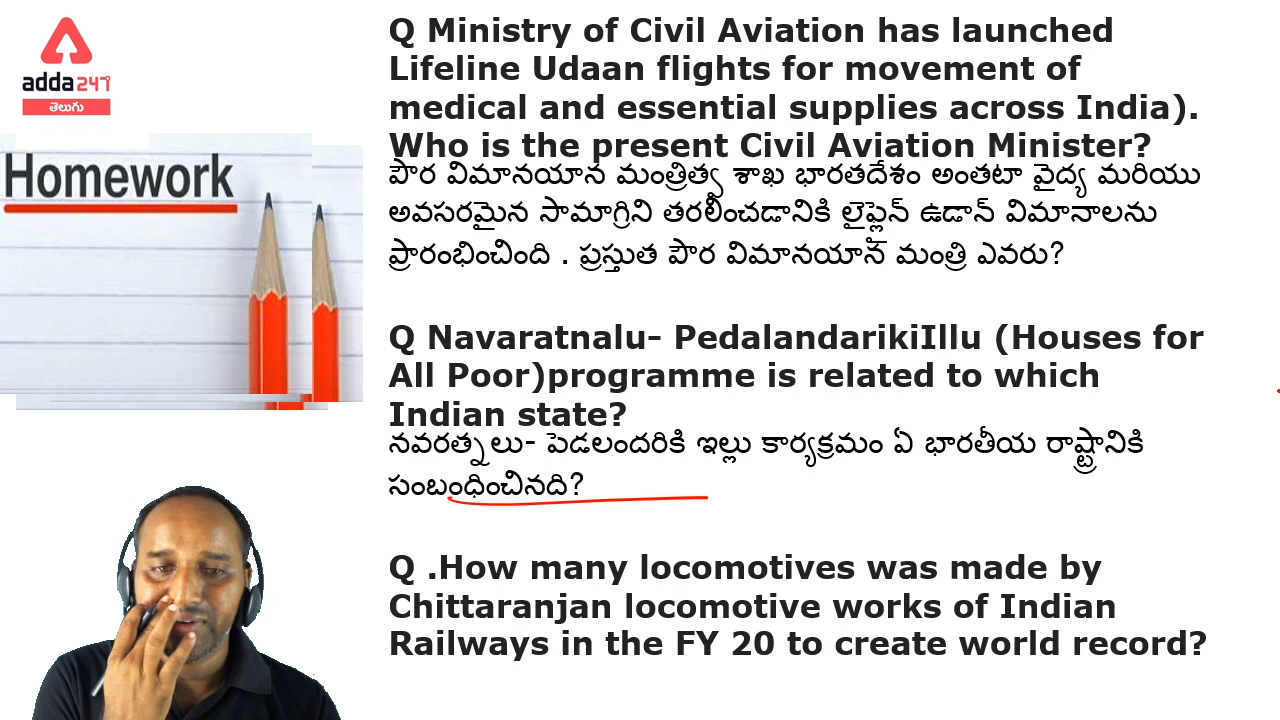 adda247
తెలుగు
Homework
Q Ministry of Civil Aviation has launched
Lifeline Udaan flights for movement of
medical and essential supplies across India).
Who is the present Civil Aviation Minister?
పౌర విమానయాన మంత్రిత్వ శాఖ భారతదేశం అంతటా వైద్య మరియు
అవసరమైన సామాగ్రిని తరలించడానికి లైఫ్లైన్ ఉడాన్ విమానాలను
ప్రారంభించింది . ప్రస్తుత పౌర విమానయాన మంత్రి ఎవరు?
Q Navaratnalu- PedalandarikiIllu (Houses for
All Poor)programme is related to which
Indian state?
నవరత్నలు- పెడలందరికి ఇల్లు కార్యక్రమం ఏ భారతీయ రాష్ట్రానికి
సంబంధించినది?
Q .How many locomotives was made by
Chittaranjan locomotive works of Indian
Railways in the FY 20 to create world record?